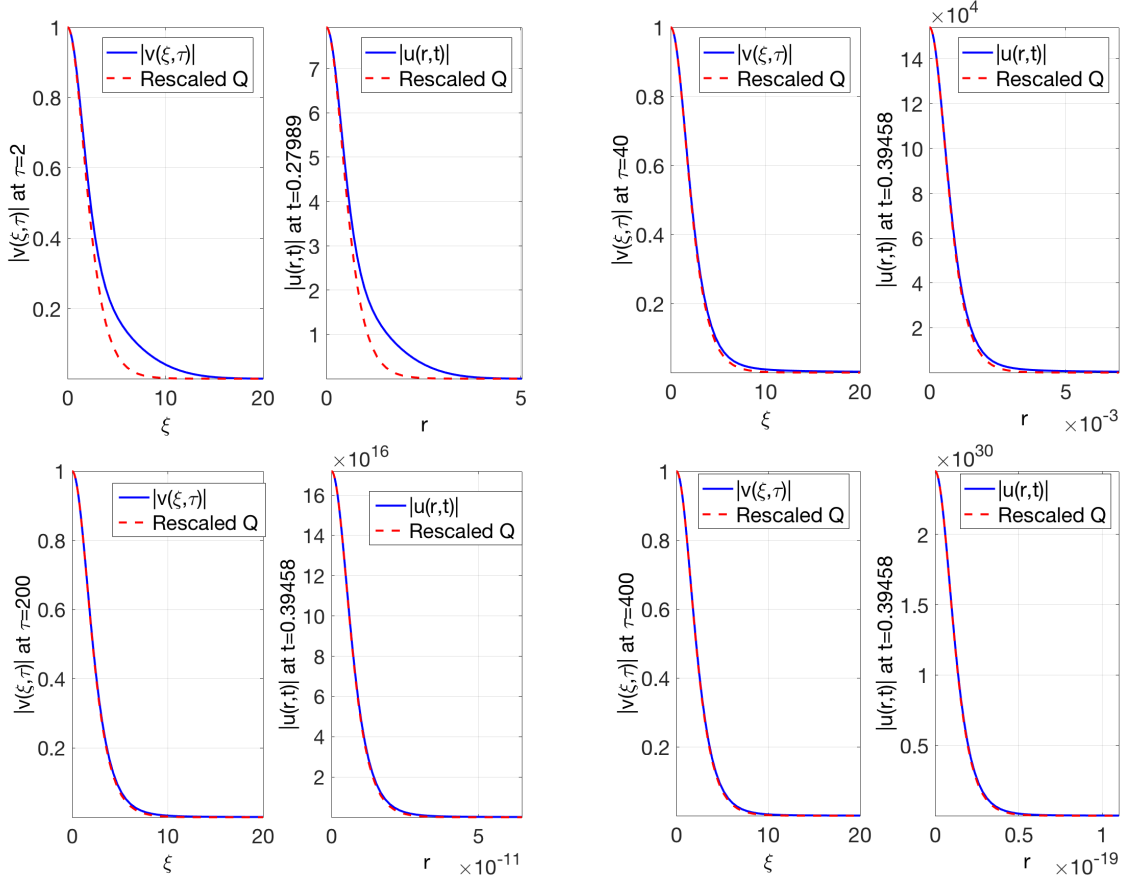 |v(ξ,τ)| at τ=2
1
0.8
0.6
0.4
0.2
0
10
20
ξ
|v(ξ,τ)|
Rescaled Q
|u(r,t)| at t=0.27989
7
6
5
4
3
2
1
0
5
r
|u(r,t)|
Rescaled Q
|v(ξ,τ)| at τ=40
1
0.8
0.6
0.4
0.2
0
10
20
ξ
|v(ξ,τ)|
Rescaled Q
×10⁴
|u(r,t)| at t=0.39458
14
12
10
8
6
4
2
0
5
r
×10⁻³
|u(r,t)|
Rescaled Q
|v(ξ,τ)| at τ=200
1
0.8
0.6
0.4
0.2
0
10
20
ξ
|v(ξ,τ)|
Rescaled Q
×10¹⁶
|u(r,t)| at t=0.39458
16
14
12
10
8
6
4
2
0
5
r
×10⁻¹¹
|u(r,t)|
Rescaled Q
|v(ξ,τ)| at τ=400
1
0.8
0.6
0.4
0.2
0
10
20
ξ
|v(ξ,τ)|
Rescaled Q
×10³⁰
|u(r,t)| at t=0.39458
2
1.5
1
0.5
0
0.5
1
r
×10⁻¹⁹
|u(r,t)|
Rescaled Q